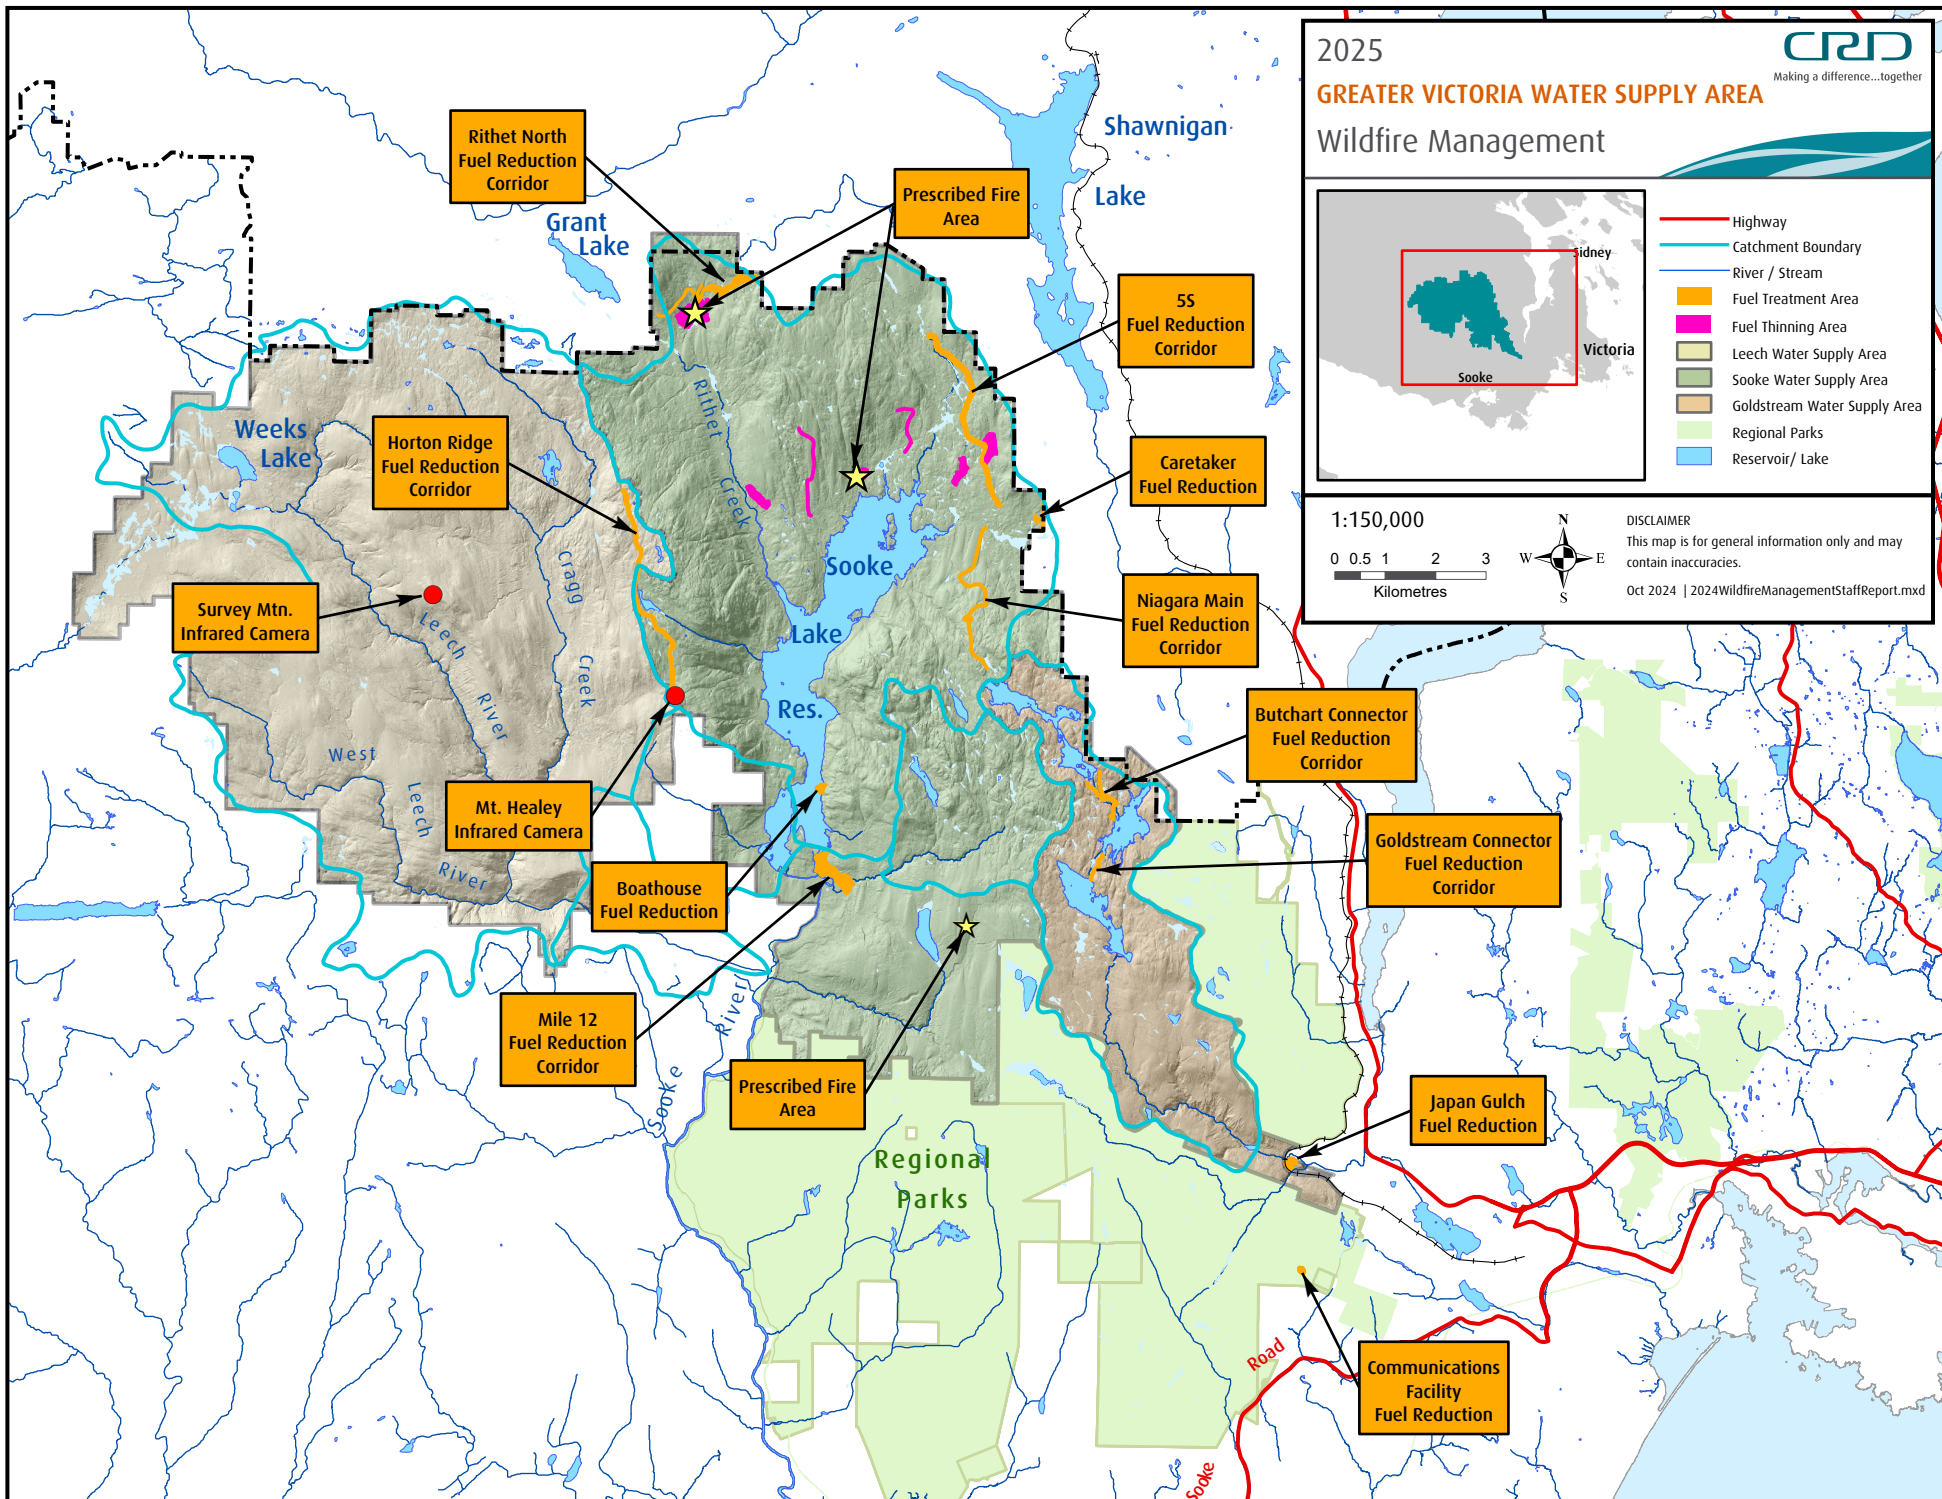 2025
CRD
Making a difference...together
GREATER VICTORIA WATER SUPPLY AREA
Wildfire Management
Sidney
Victoria
Sooke
Highway
Catchment Boundary
River / Stream
Fuel Treatment Area
Fuel Thinning Area
Leech Water Supply Area
Sooke Water Supply Area
Goldstream Water Supply Area
Regional Parks
Reservoir/ Lake
1:150,000
0 0.5 1 2 3
Kilometres
N
W E
S
DISCLAIMER
This map is for general information only and may
contain inaccuracies.
Oct 2024 | 2024WildfireManagementStaffReport.mxd
Rithet North
Fuel Reduction
Corridor
Grant
Lake
Prescribed Fire
Area
Shawnigan
Lake
5S
Fuel Reduction
Corridor
Weeks
Lake
Horton Ridge
Fuel Reduction
Corridor
Rithet
Creek
Caretaker
Fuel Reduction
Survey Mtn.
Infrared Camera
Leech
River
Cragg
Creek
Sooke
Lake
Res.
Niagara Main
Fuel Reduction
Corridor
West
Leech
River
Mt. Healey
Infrared Camera
Butchart Connector
Fuel Reduction
Corridor
Goldstream Connector
Fuel Reduction
Corridor
Boathouse
Fuel Reduction
Mile 12
Fuel Reduction
Corridor
Sooke
River
Prescribed Fire
Area
Japan Gulch
Fuel Reduction
Regional
Parks
Communications
Facility
Fuel Reduction
Sooke
Road